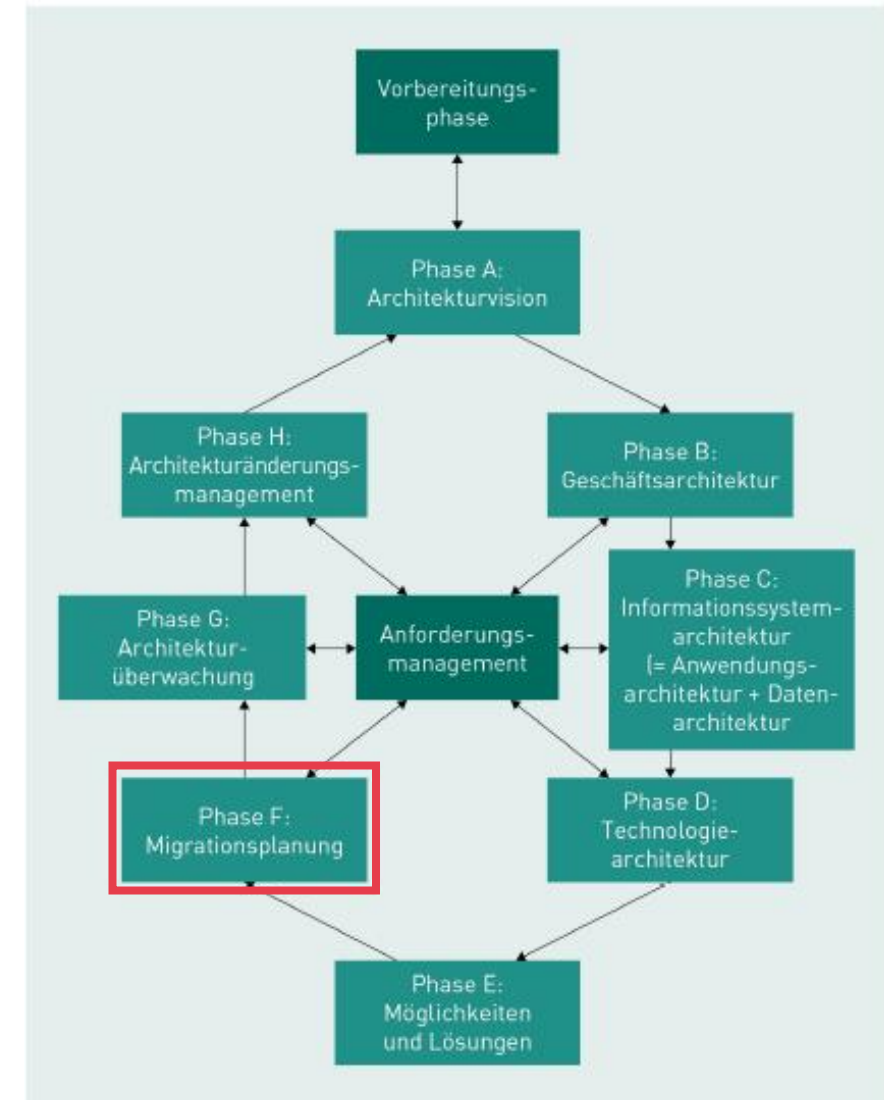 Vorbereitungs-
phase
Phase A:
Architekturvision
Phase H:
Architekturänderungs-
management
Phase B:
Geschäftsarchitektur
Phase G:
Architektur-
überwachung
Anforderungs-
management
Phase C:
Informationssystem-
architektur
(= Anwendungs-
architektur + Daten-
architektur
Phase F:
Migrationsplanung
Phase D:
Technologie-
architektur
Phase E:
Möglichkeiten
und Lösungen